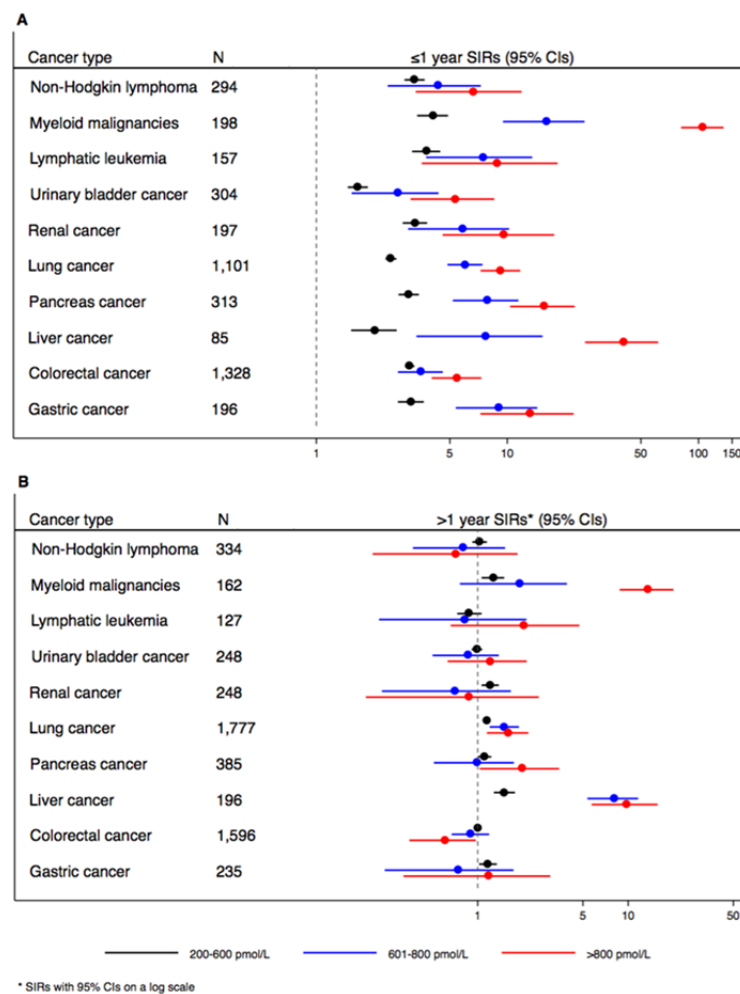 A
Cancer type N ≤1 year SIRs (95% CIs)
Non-Hodgkin lymphoma 294
Myeloid malignancies 198
Lymphatic leukemia 157
Urinary bladder cancer 304
Renal cancer 197
Lung cancer 1,101
Pancreas cancer 313
Liver cancer 85
Colorectal cancer 1,328
Gastric cancer 196
1 5 10 50 100 150
B
Cancer type N >1 year SIRs* (95% CIs)
Non-Hodgkin lymphoma 334
Myeloid malignancies 162
Lymphatic leukemia 127
Urinary bladder cancer 248
Renal cancer 248
Lung cancer 1,777
Pancreas cancer 385
Liver cancer 196
Colorectal cancer 1,596
Gastric cancer 235
1 5 10 50
200-600 pmol/L 601-800 pmol/L >800 pmol/L
* SIRs with 95% CIs on a log scale